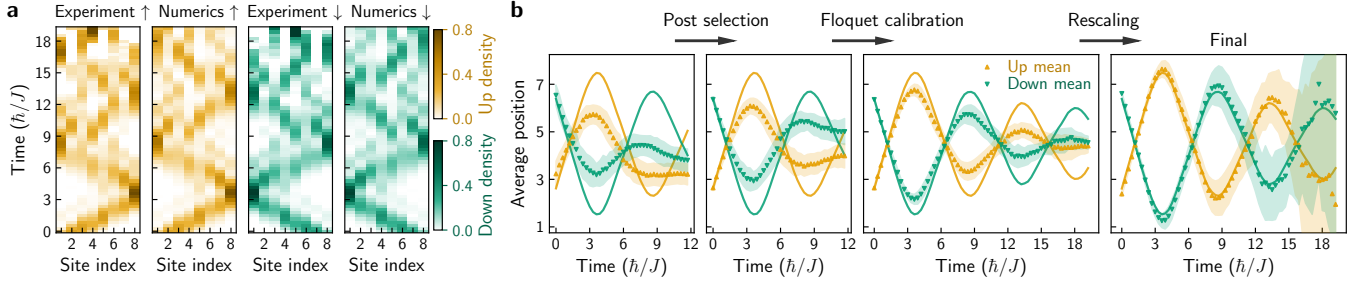 a
Experiment ↑
Numerics ↑
Experiment ↓
Numerics ↓
Time (ħ/J)
18
15
12
9
6
3
0
2 4 6 8
2 4 6 8
2 4 6 8
2 4 6 8
Site index
Site index
Site index
Site index
0.8
0.4
0.0
Up density
0.8
0.4
0.0
Down density
b
Post selection
Floquet calibration
Rescaling
Final
Up mean
Down mean
Average position
7
5
3
1
0 3 6 9 12
0 3 6 9 12
0 3 6 9 12 15 18
0 3 6 9 12 15 18
Time (ħ/J)
Time (ħ/J)
Time (ħ/J)
Time (ħ/J)